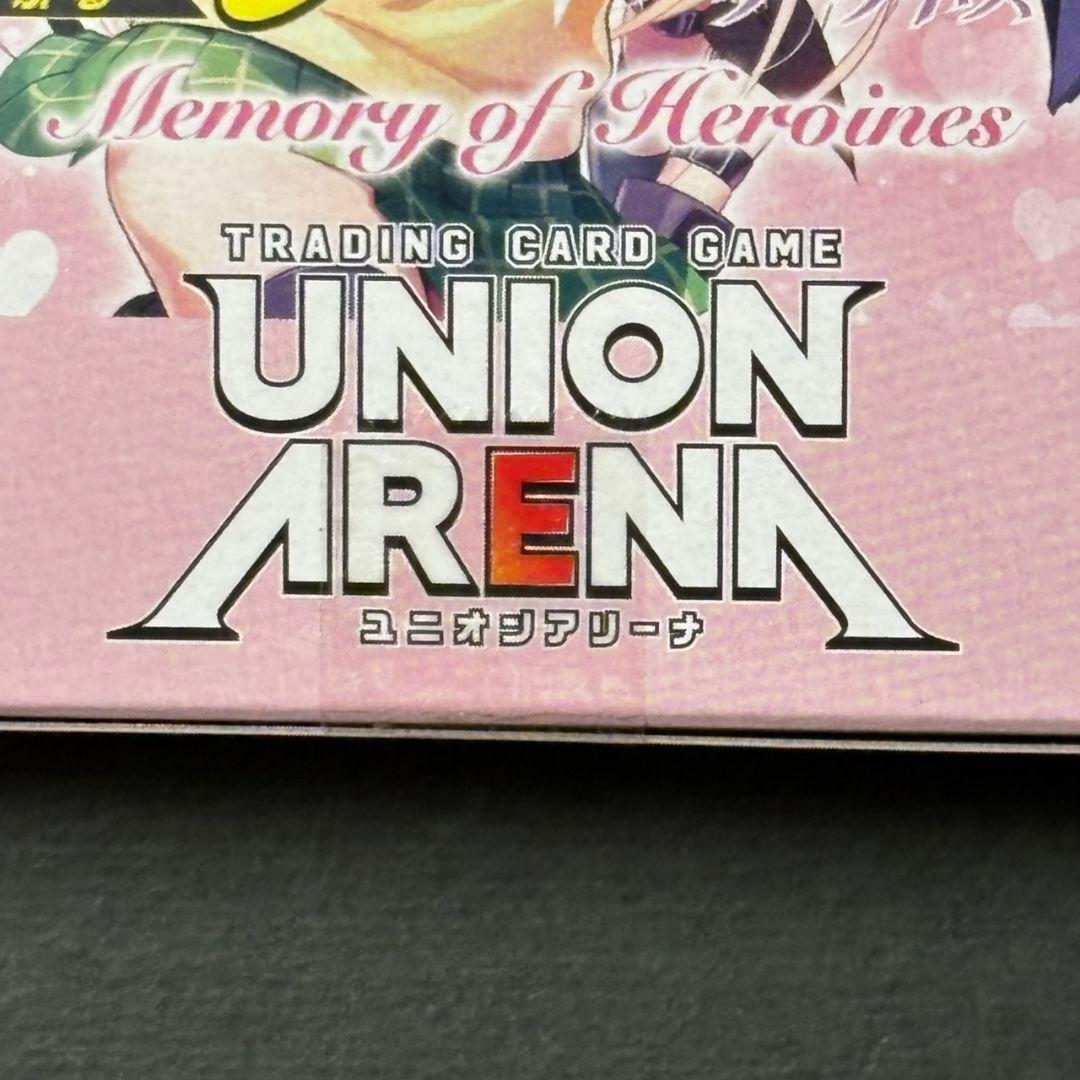 Memory of Heroines
TRADING CARD GAME
UNION
ARENA
ユニオンアリーナ